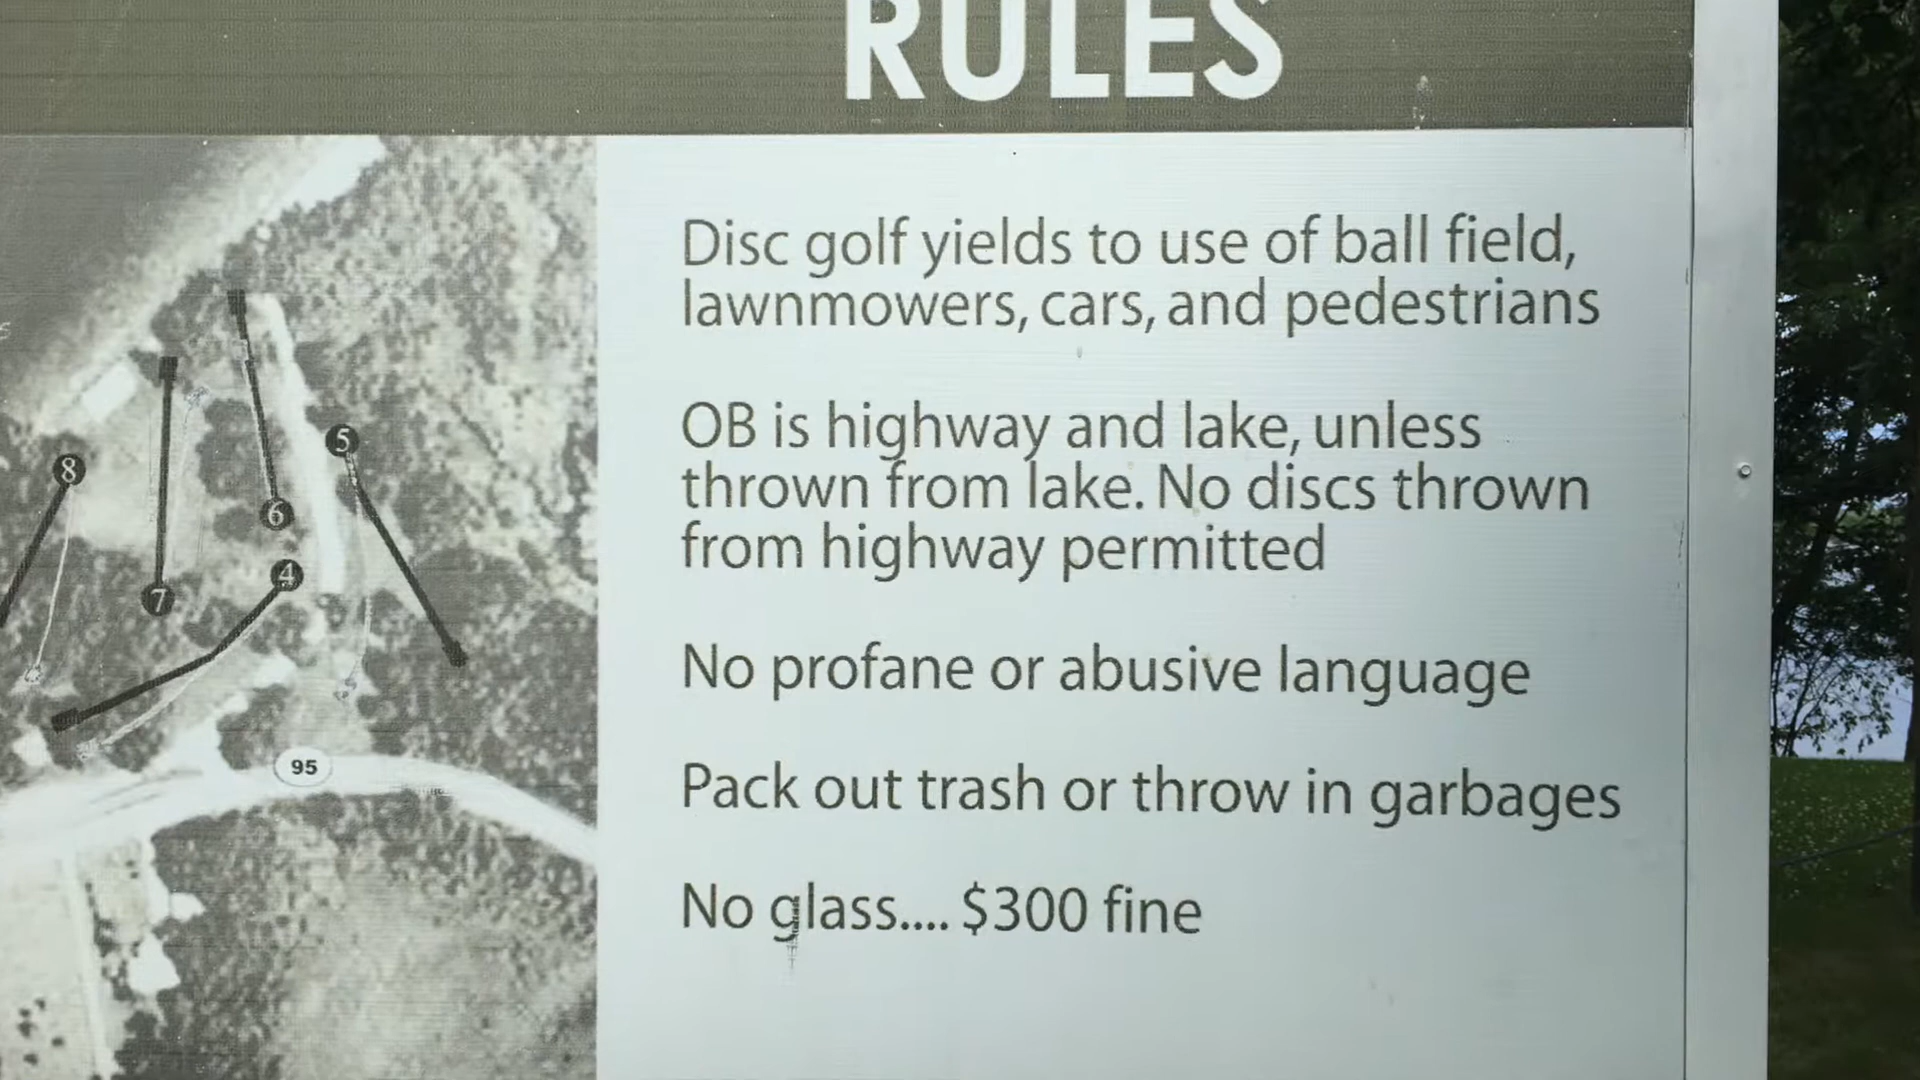 RULES
Disc golf yields to use of ball field,
lawnmowers, cars, and pedestrians
OB is highway and lake, unless
thrown from lake. No discs thrown
from highway permitted
No profane or abusive language
Pack out trash or throw in garbages
No glass.... $300 fine
5
8
6
4
7
95